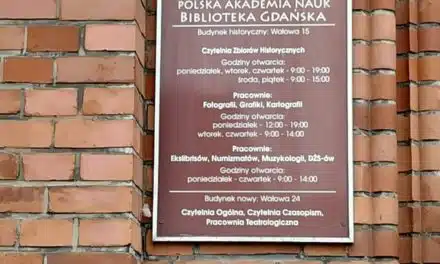 POLSKA AKADEMIA NAUK
BIBLIOTEKA GDAŃSKA
Budynek historyczny: Wałowa 15
Czytelnia Zbiorów Historycznych
Godziny otwarcia:
poniedziałek, wtorek, czwartek - 9:00 - 19:00
środa, piątek - 9:00 - 15:00
Pracownie:
Fotografii, Grafiki, Kartografii
Godziny otwarcia:
poniedziałek - 12:00 - 19:00
wtorek, czwartek - 9:00 - 14:00
Pracownie:
Ekslibrisów, Numizmatów, Muzykologii, DŻS-ów
Godziny otwarcia:
poniedziałek - czwartek - 9:00 - 14:00
Budynek nowy: Wałowa 24
Czytelnia Ogólna, Czytelnia Czasopism,
Pracownia Teatrologiczna